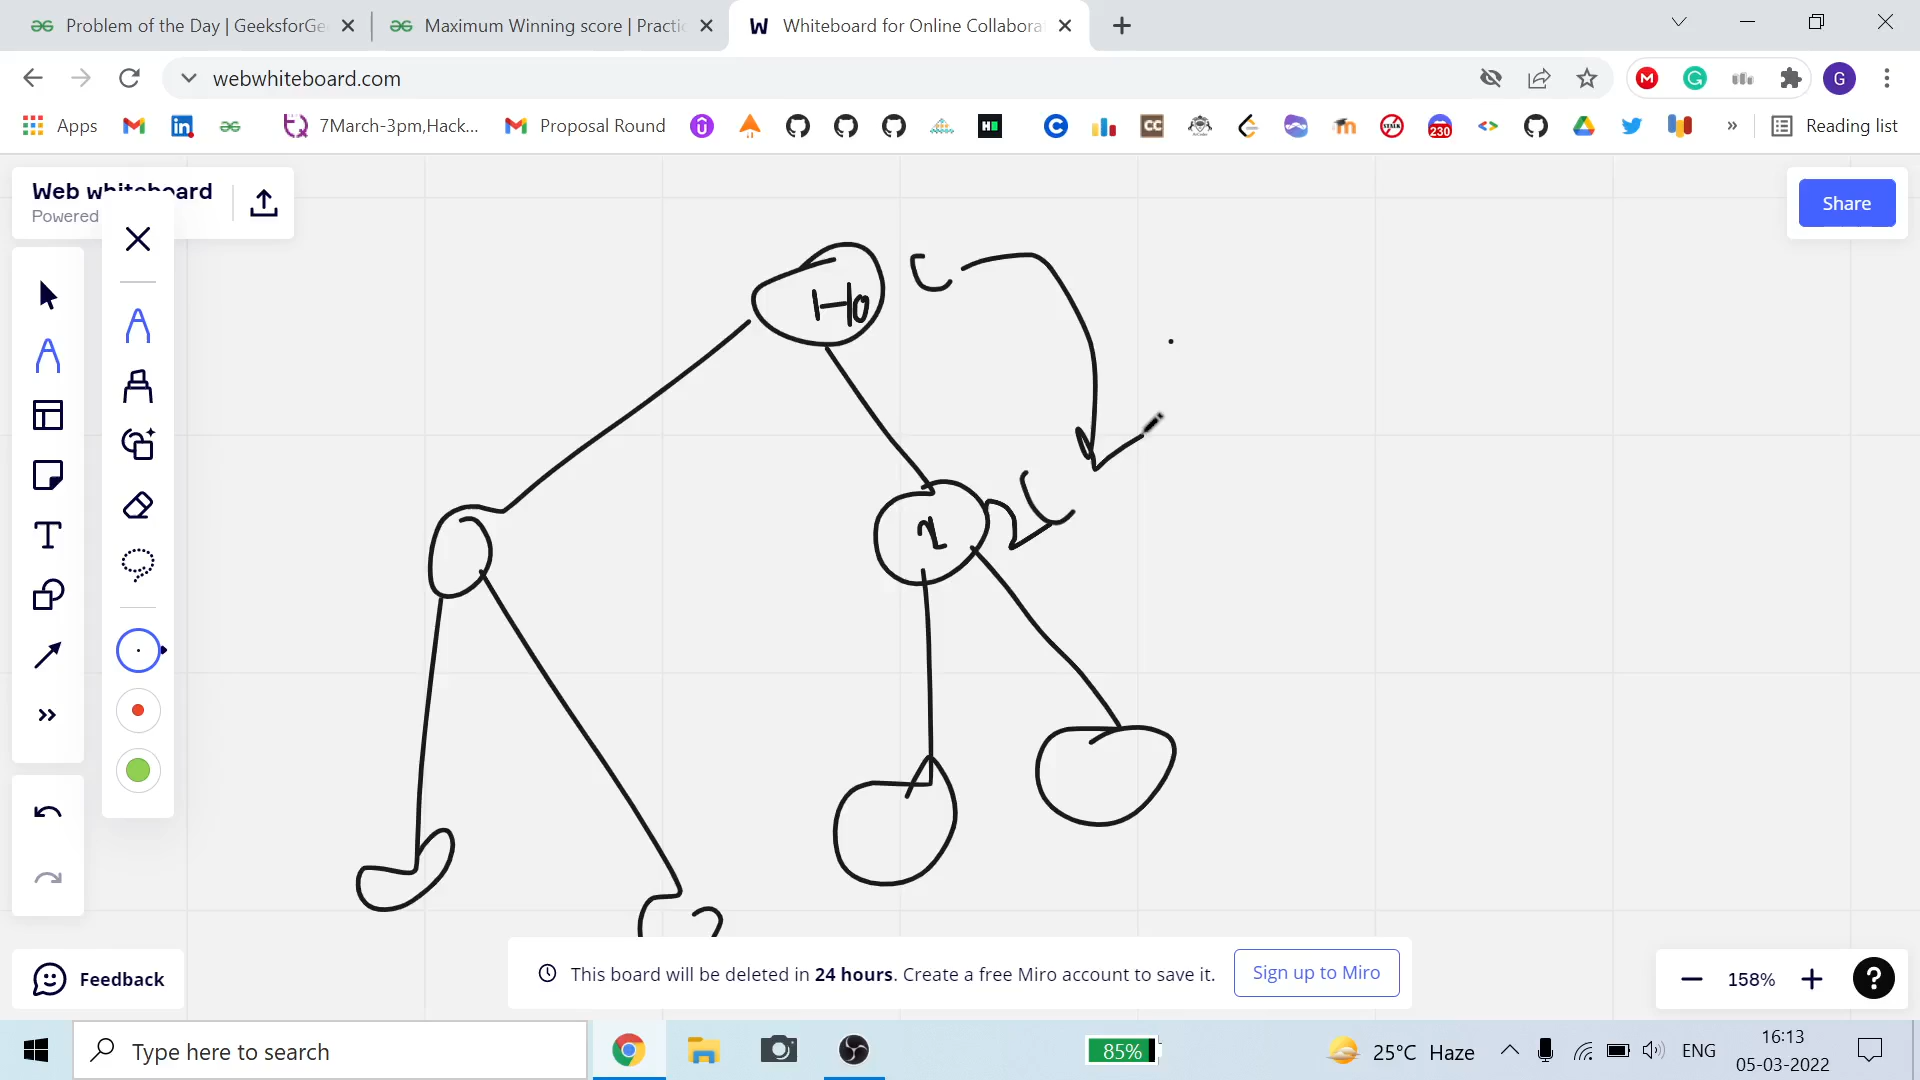 Problem of the Day | GeeksforGe
Maximum Winning score | Practi
Whiteboard for Online Collabora
webwhiteboard.com
G
Apps
7March-3pm,Hack...
Proposal Round
CC
230
»
Reading list
Web whiteboard
Powered
Share
Feedback
This board will be deleted in 24 hours. Create a free Miro account to save it.
Sign up to Miro
158%
?
Type here to search
85%
25°C Haze
ENG
16:13
05-03-2022